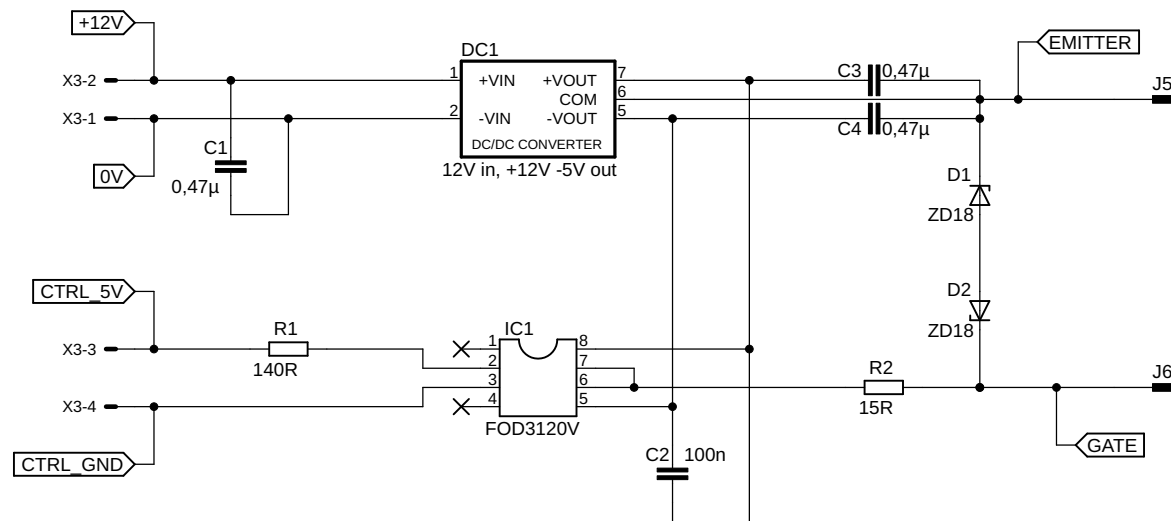 +12V
EMITTER
DC1
X3-2
1
+VIN
+VOUT
7
C3
0,47µ
COM
6
J5
X3-1
2
-VIN
-VOUT
5
C4
0,47µ
DC/DC CONVERTER
12V in, +12V -5V out
0V
C1
0,47µ
D1
ZD18
CTRL_5V
D2
ZD18
R1
IC1
X3-3
140R
1
8
2
7
3
6
4
5
R2
15R
J6
X3-4
FOD3120V
CTRL_GND
C2
100n
GATE